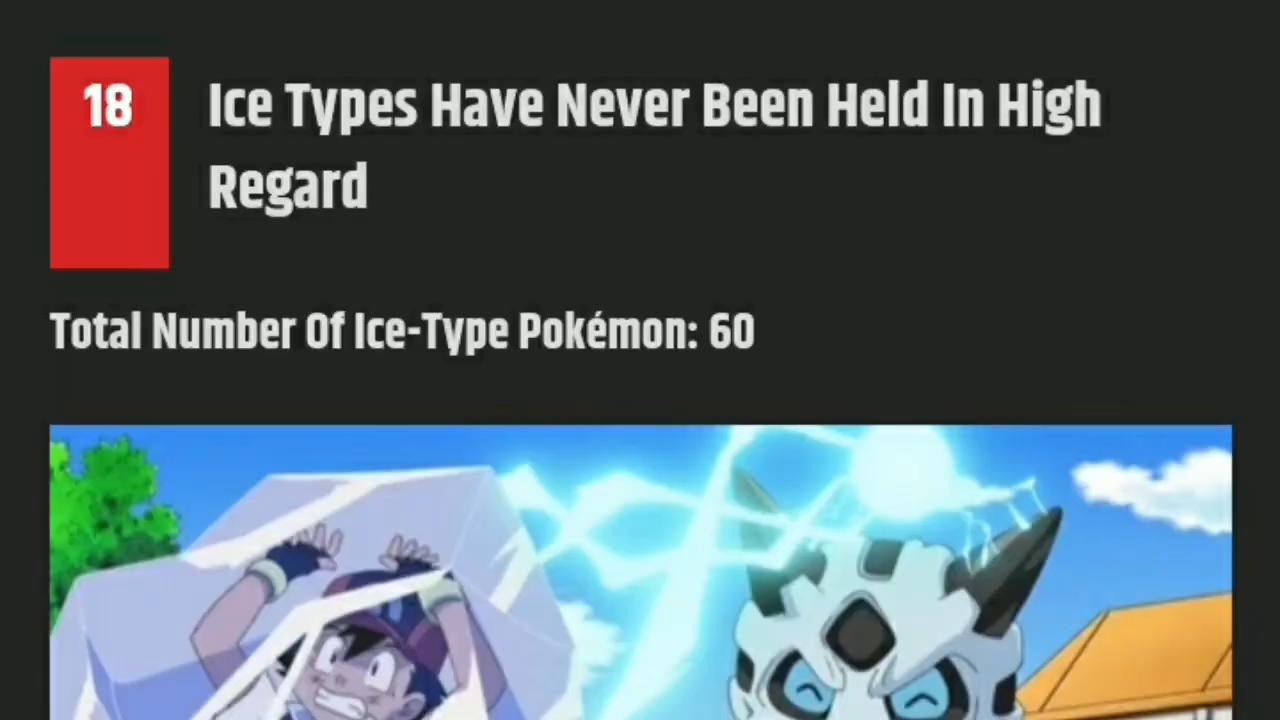 18
Ice Types Have Never Been Held In High
Regard
Total Number Of Ice-Type Pokémon: 60